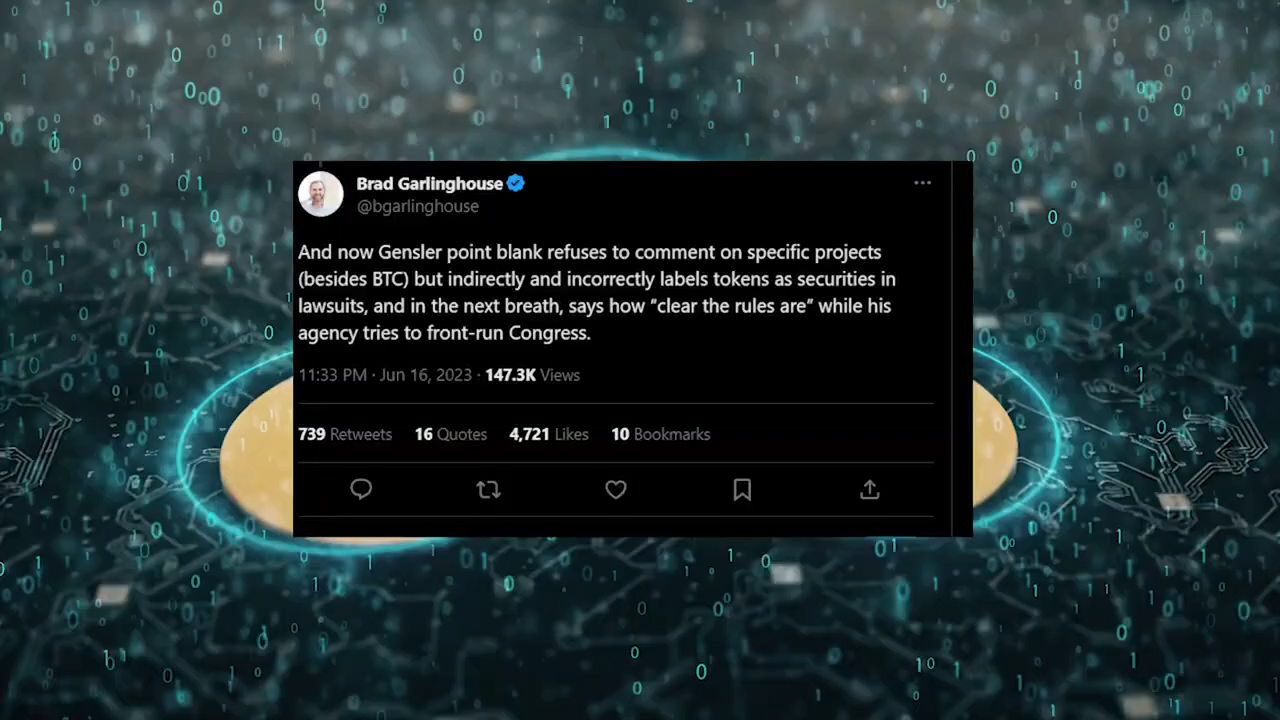 Brad Garlinghouse
@bgarlinghouse
And now Gensler point blank refuses to comment on specific projects
(besides BTC) but indirectly and incorrectly labels tokens as securities in
lawsuits, and in the next breath, says how "clear the rules are" while his
agency tries to front-run Congress.
11:33 PM · Jun 16, 2023 · 147.3K Views
739 Retweets 16 Quotes 4,721 Likes 10 Bookmarks